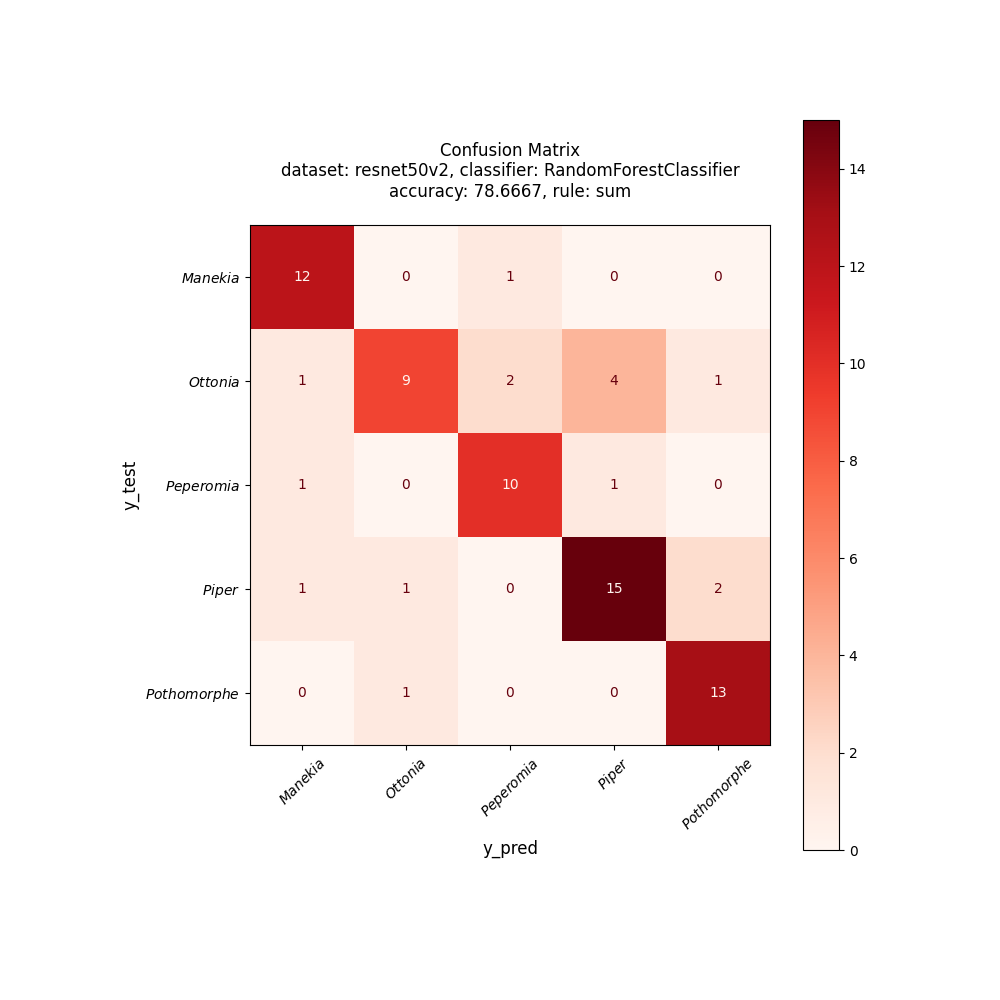 Confusion Matrix
dataset: resnet50v2, classifier: RandomForestClassifier
accuracy: 78.6667, rule: sum
14
12
10
8
6
4
2
0
y_test
Manekia 12 0 1 0 0
Ottonia 1 9 2 4 1
Peperomia 1 0 10 1 0
Piper 1 1 0 15 2
Pothomorphe 0 1 0 0 13
Manekia Ottonia Peperomia Piper Pothomorphe
y_pred